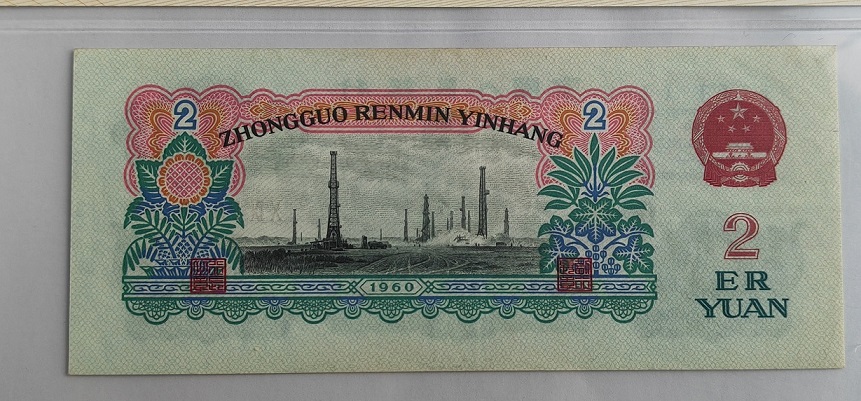 2
2
ZHONGGUO RENMIN YINHANG
1960
2
ER
YUAN